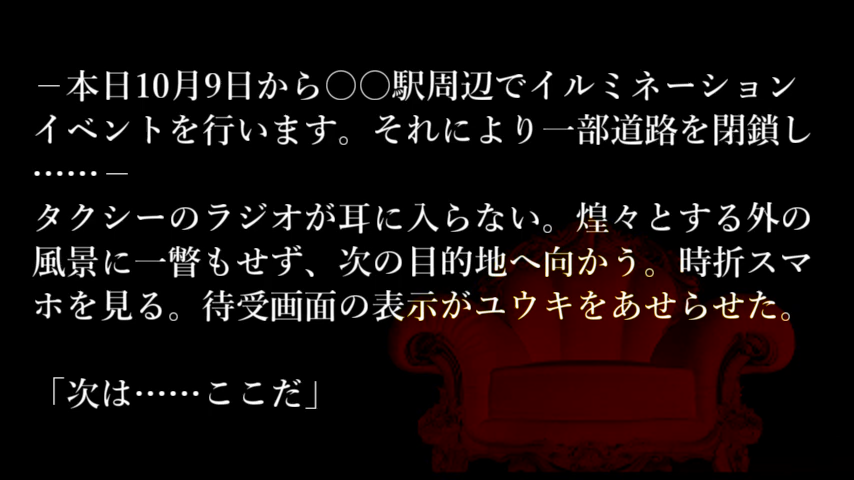 －本日10月9日から○○駅周辺でイルミネーション
イベントを行います。それにより一部道路を閉鎖し
……－
タクシーのラジオが耳に入らない。煌々とする外の
風景に一瞥もせず、次の目的地へ向かう。時折スマ
ホを見る。待受画面の表示がユウキをあせらせた。
「次は……ここだ」